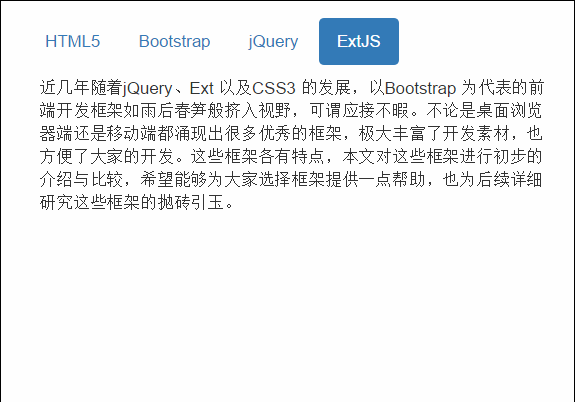 HTML5 Bootstrap jQuery ExtJS
近几年随着jQuery、Ext 以及CSS3 的发展，以Bootstrap 为代表的前
端开发框架如雨后春笋般挤入视野，可谓应接不暇。不论是桌面浏览
器端还是移动端都涌现出很多优秀的框架，极大丰富了开发素材，也
方便了大家的开发。这些框架各有特点，本文对这些框架进行初步的
介绍与比较，希望能够为大家选择框架提供一点帮助，也为后续详细
研究这些框架的抛砖引玉。